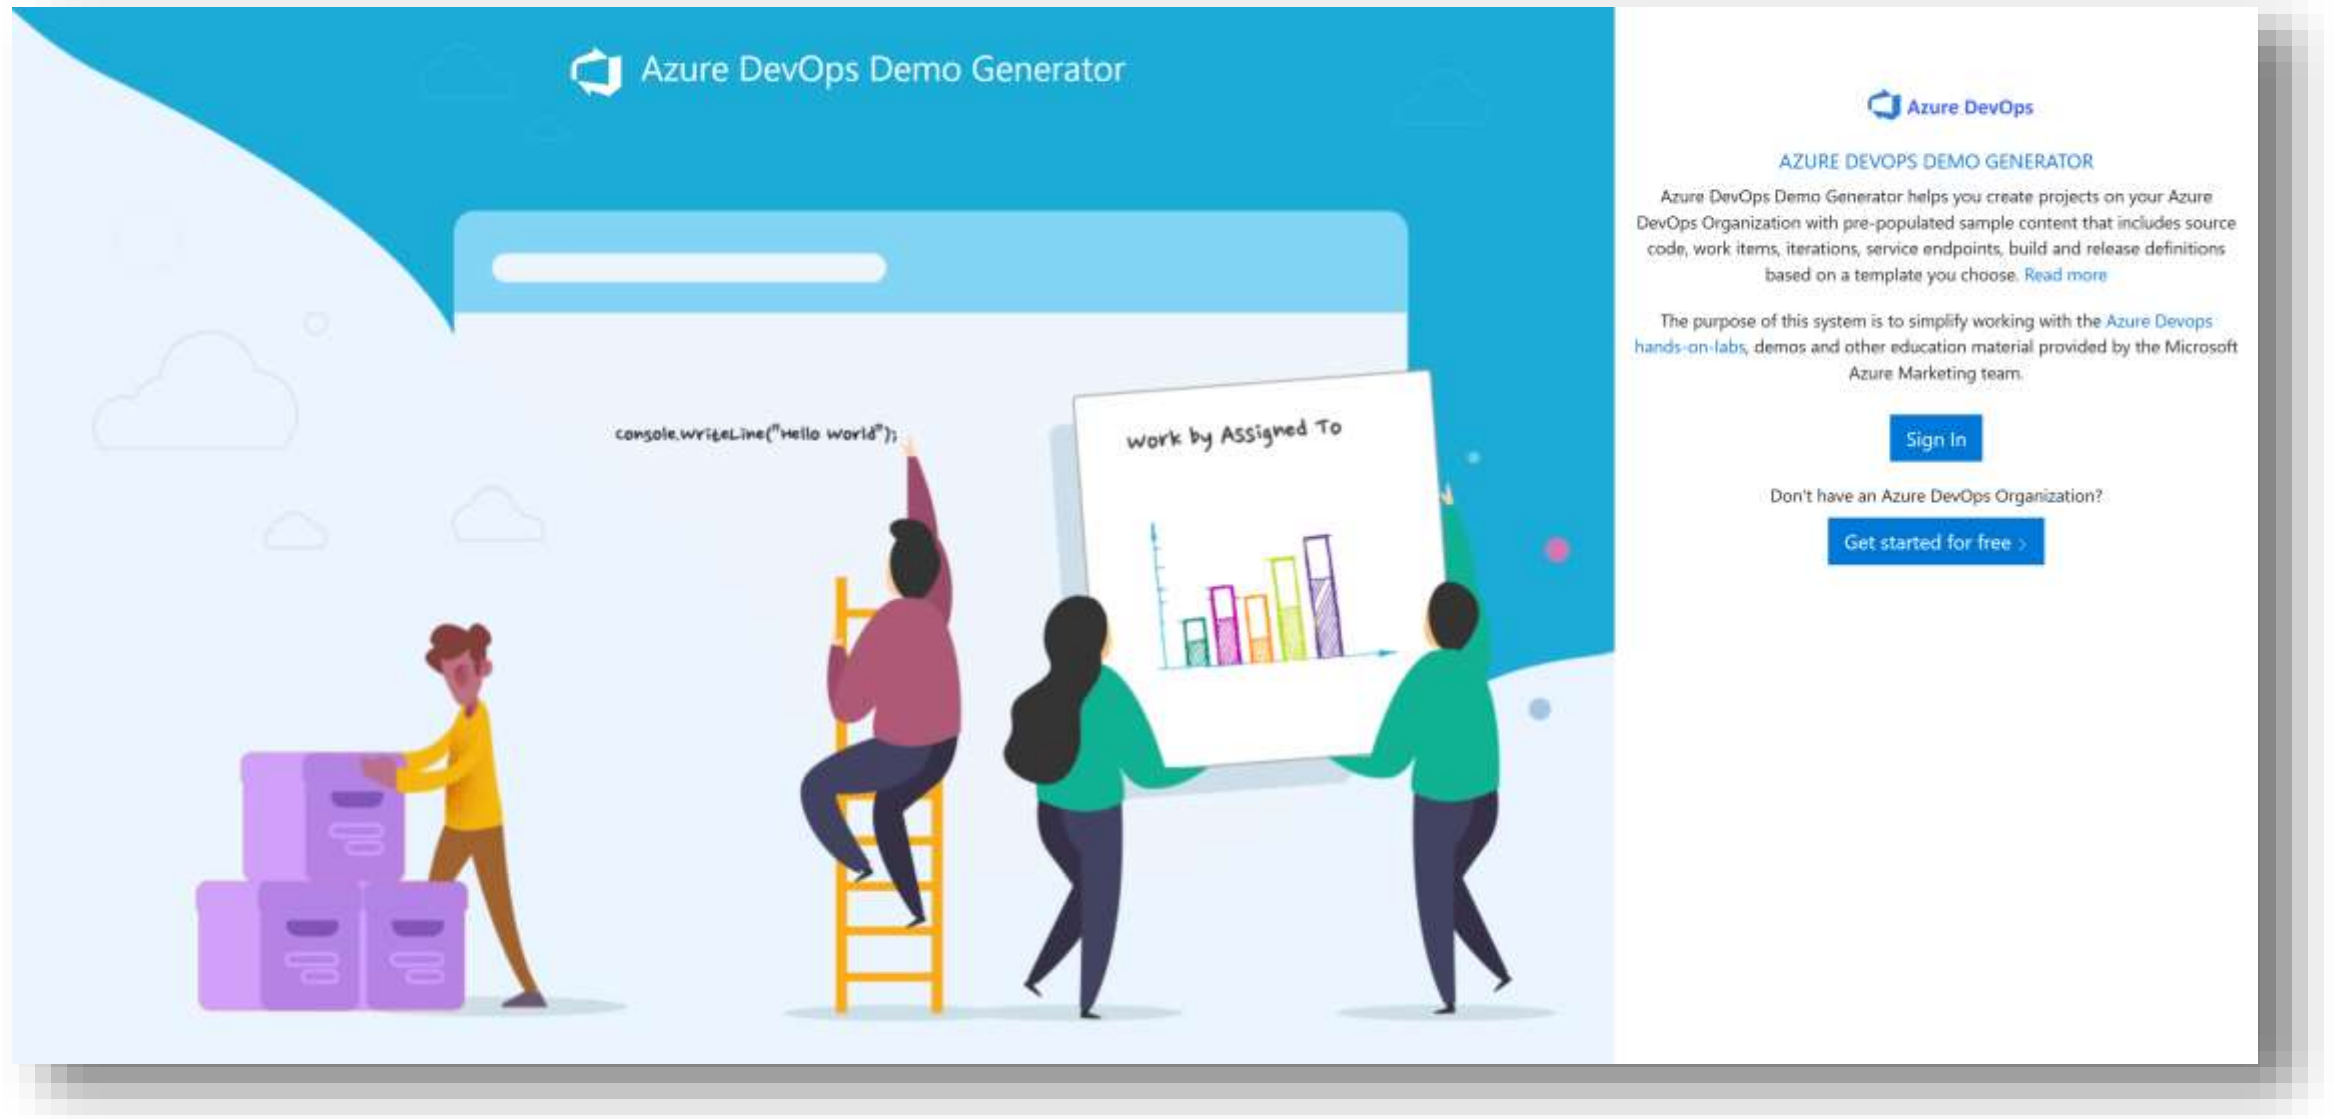 Azure DevOps Demo Generator
console.writeLine("Hello world");
Work by Assigned To
Azure DevOps
AZURE DEVOPS DEMO GENERATOR
Azure DevOps Demo Generator helps you create projects on your Azure
DevOps Organization with pre-populated sample content that includes source
code, work items, iterations, service endpoints, build and release definitions
based on a template you choose. Read more
The purpose of this system is to simplify working with the Azure Devops
hands-on-labs, demos and other education material provided by the Microsoft
Azure Marketing team.
Sign In
Don't have an Azure DevOps Organization?
Get started for free >